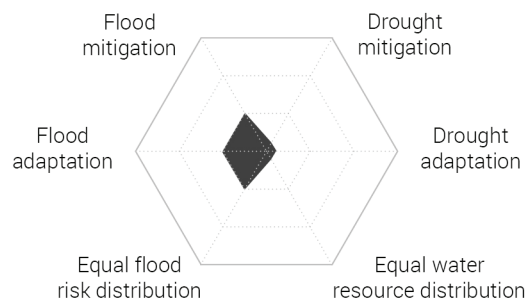 Flood
mitigation
Drought
mitigation
Flood
adaptation
Drought
adaptation
Equal flood
risk distribution
Equal water
resource distribution